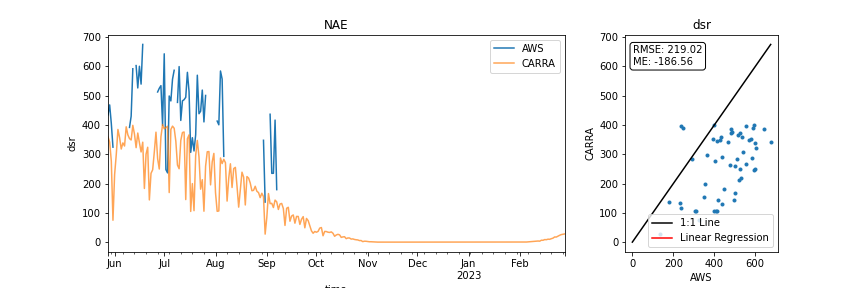 NAE
dsr
700
600
500
400
300
200
100
0
dsr
AWS
CARRA
Jun
Jul
Aug
Sep
Oct
Nov
Dec
Jan
2023
Feb
time
dsr
700
600
500
400
300
200
100
0
CARRA
RMSE: 219.02
ME: -186.56
1:1 Line
Linear Regression
0
200
400
600
AWS